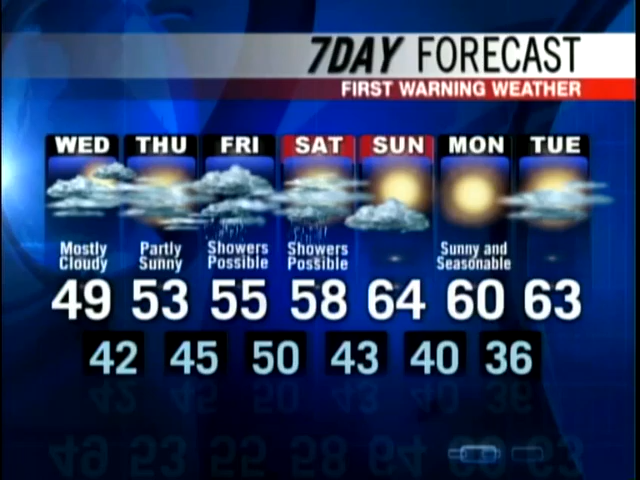 7DAY FORECAST
FIRST WARNING WEATHER
WED THU FRI SAT SUN MON TUE
Mostly Cloudy
Partly Sunny
Showers Possible
Showers Possible
Sunny and Seasonable
49 53 55 58 64 60 63
42 45 50 43 40 36